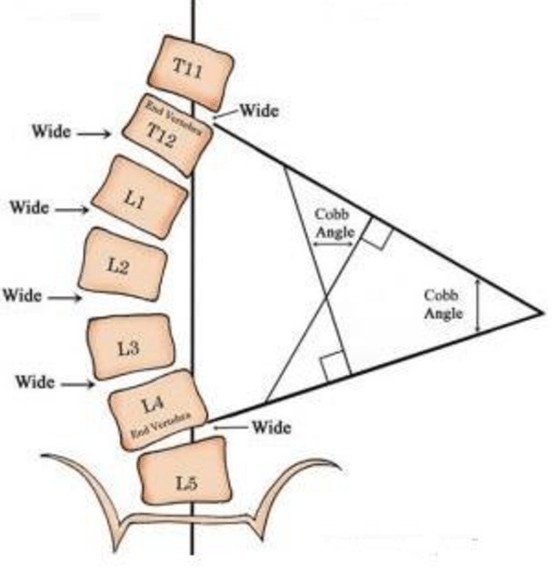 T11
Wide
End Vertebra
T12
Wide
L1
Wide
Cobb
Angle
L2
Wide
Cobb
Angle
L3
Wide
L4
End Vertebra
Wide
L5